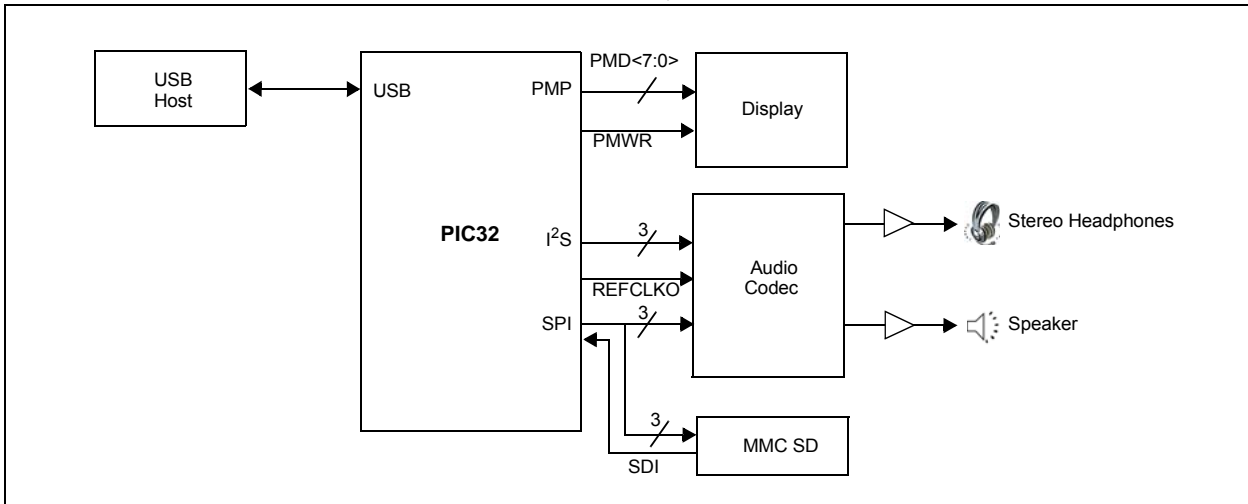 USB
Host
USB
PMP
PMD<7:0>
PMWR
Display
PIC32
I²S
3
REFCLKO
SPI
3
Audio
Codec
Stereo Headphones
Speaker
3
SDI
MMC SD